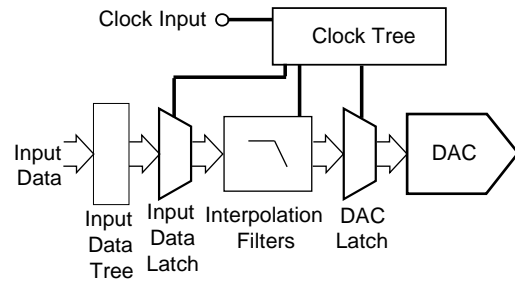 Clock Input
Clock Tree
Input
Data
DAC
Input
Data
Tree
Input
Data
Latch
Interpolation
Filters
DAC
Latch